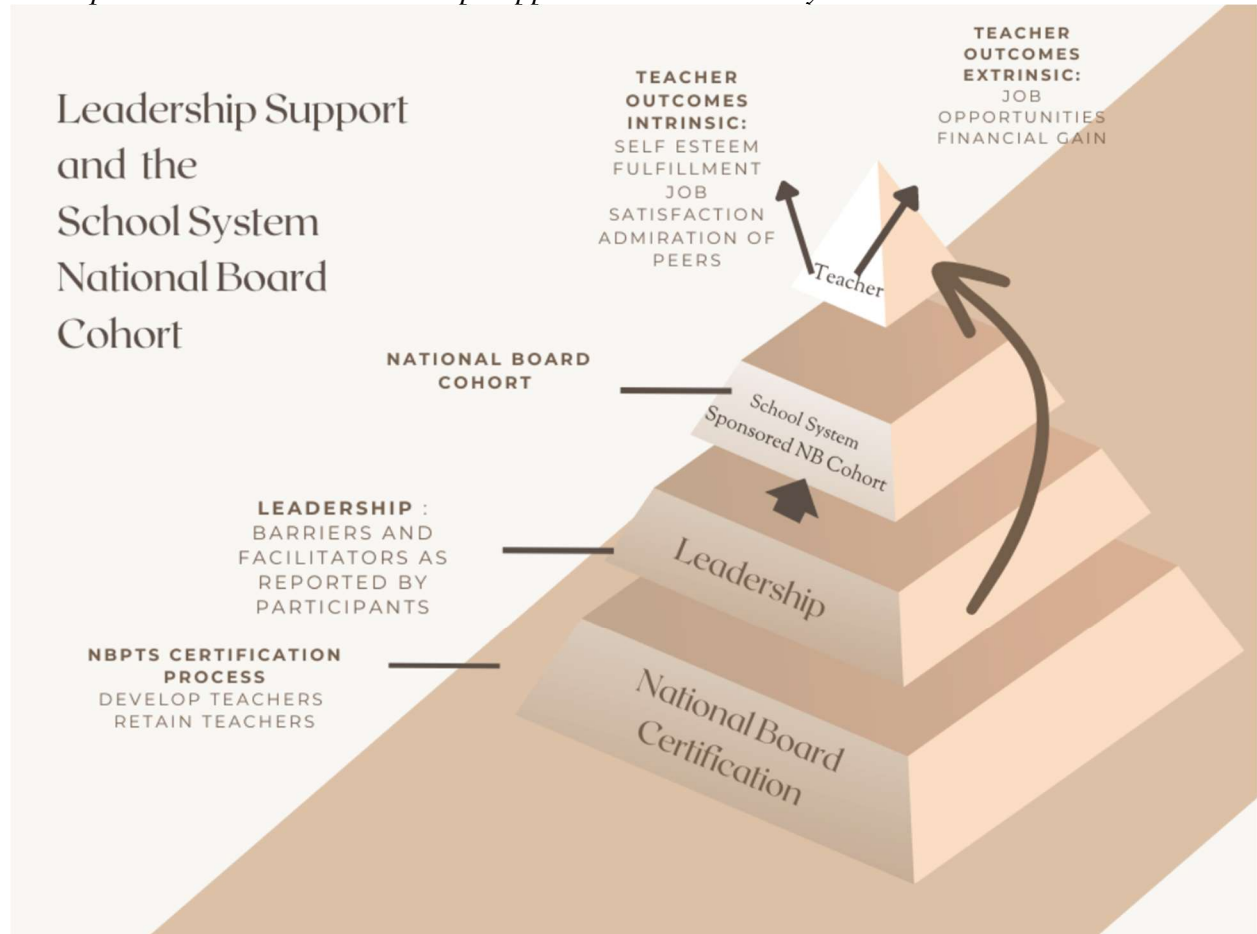 Leadership Support
and the
School System
National Board
Cohort
TEACHER
OUTCOMES
INTRINSIC:
SELF ESTEEM
FULFILLMENT
JOB
SATISFACTION
ADMIRATION OF
PEERS
TEACHER
OUTCOMES
EXTRINSIC:
JOB
OPPORTUNITIES
FINANCIAL GAIN
Teacher
NATIONAL BOARD
COHORT
School System
Sponsored NB Cohort
LEADERSHIP :
BARRIERS AND
FACILITATORS AS
REPORTED BY
PARTICIPANTS
Leadership
NBPTS CERTIFICATION
PROCESS
DEVELOP TEACHERS
RETAIN TEACHERS
National Board
Certification